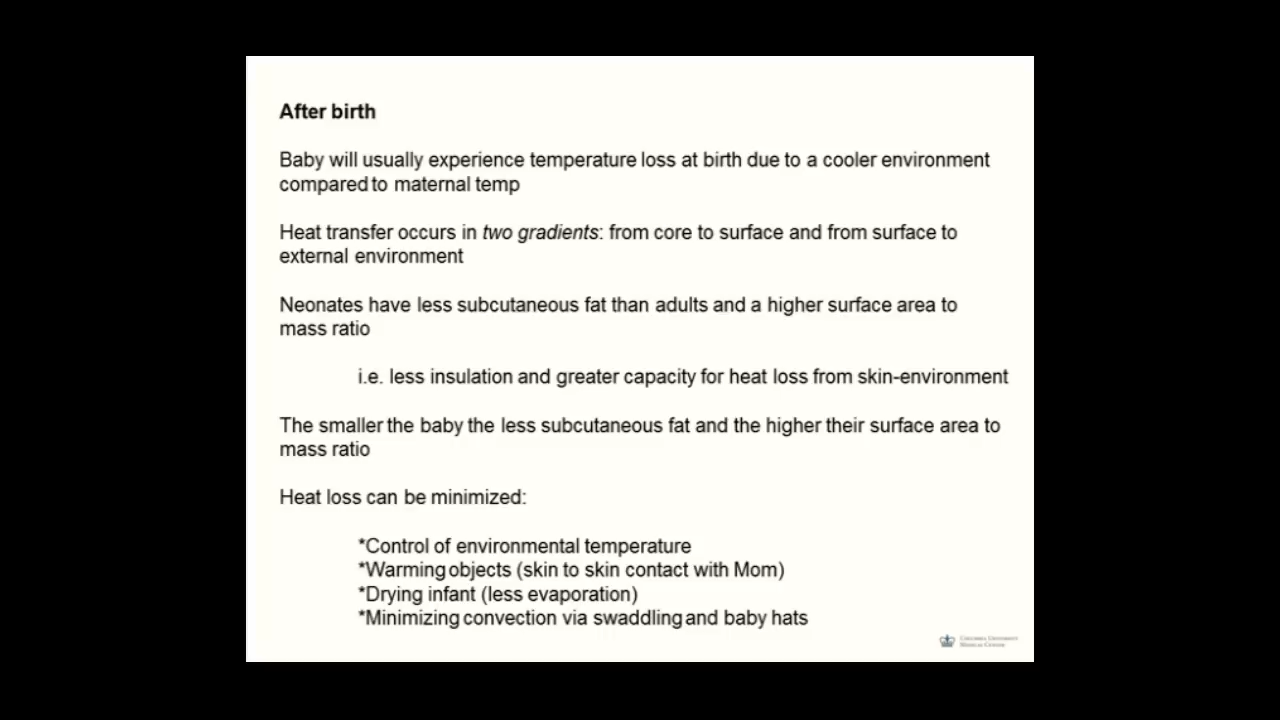 After birth
Baby will usually experience temperature loss at birth due to a cooler environment
compared to maternal temp
Heat transfer occurs in two gradients: from core to surface and from surface to
external environment
Neonates have less subcutaneous fat than adults and a higher surface area to
mass ratio
i.e. less insulation and greater capacity for heat loss from skin-environment
The smaller the baby the less subcutaneous fat and the higher their surface area to
mass ratio
Heat loss can be minimized:
*Control of environmental temperature
*Warming objects (skin to skin contact with Mom)
*Drying infant (less evaporation)
*Minimizing convection via swaddling and baby hats
Columbia University
Medical Center